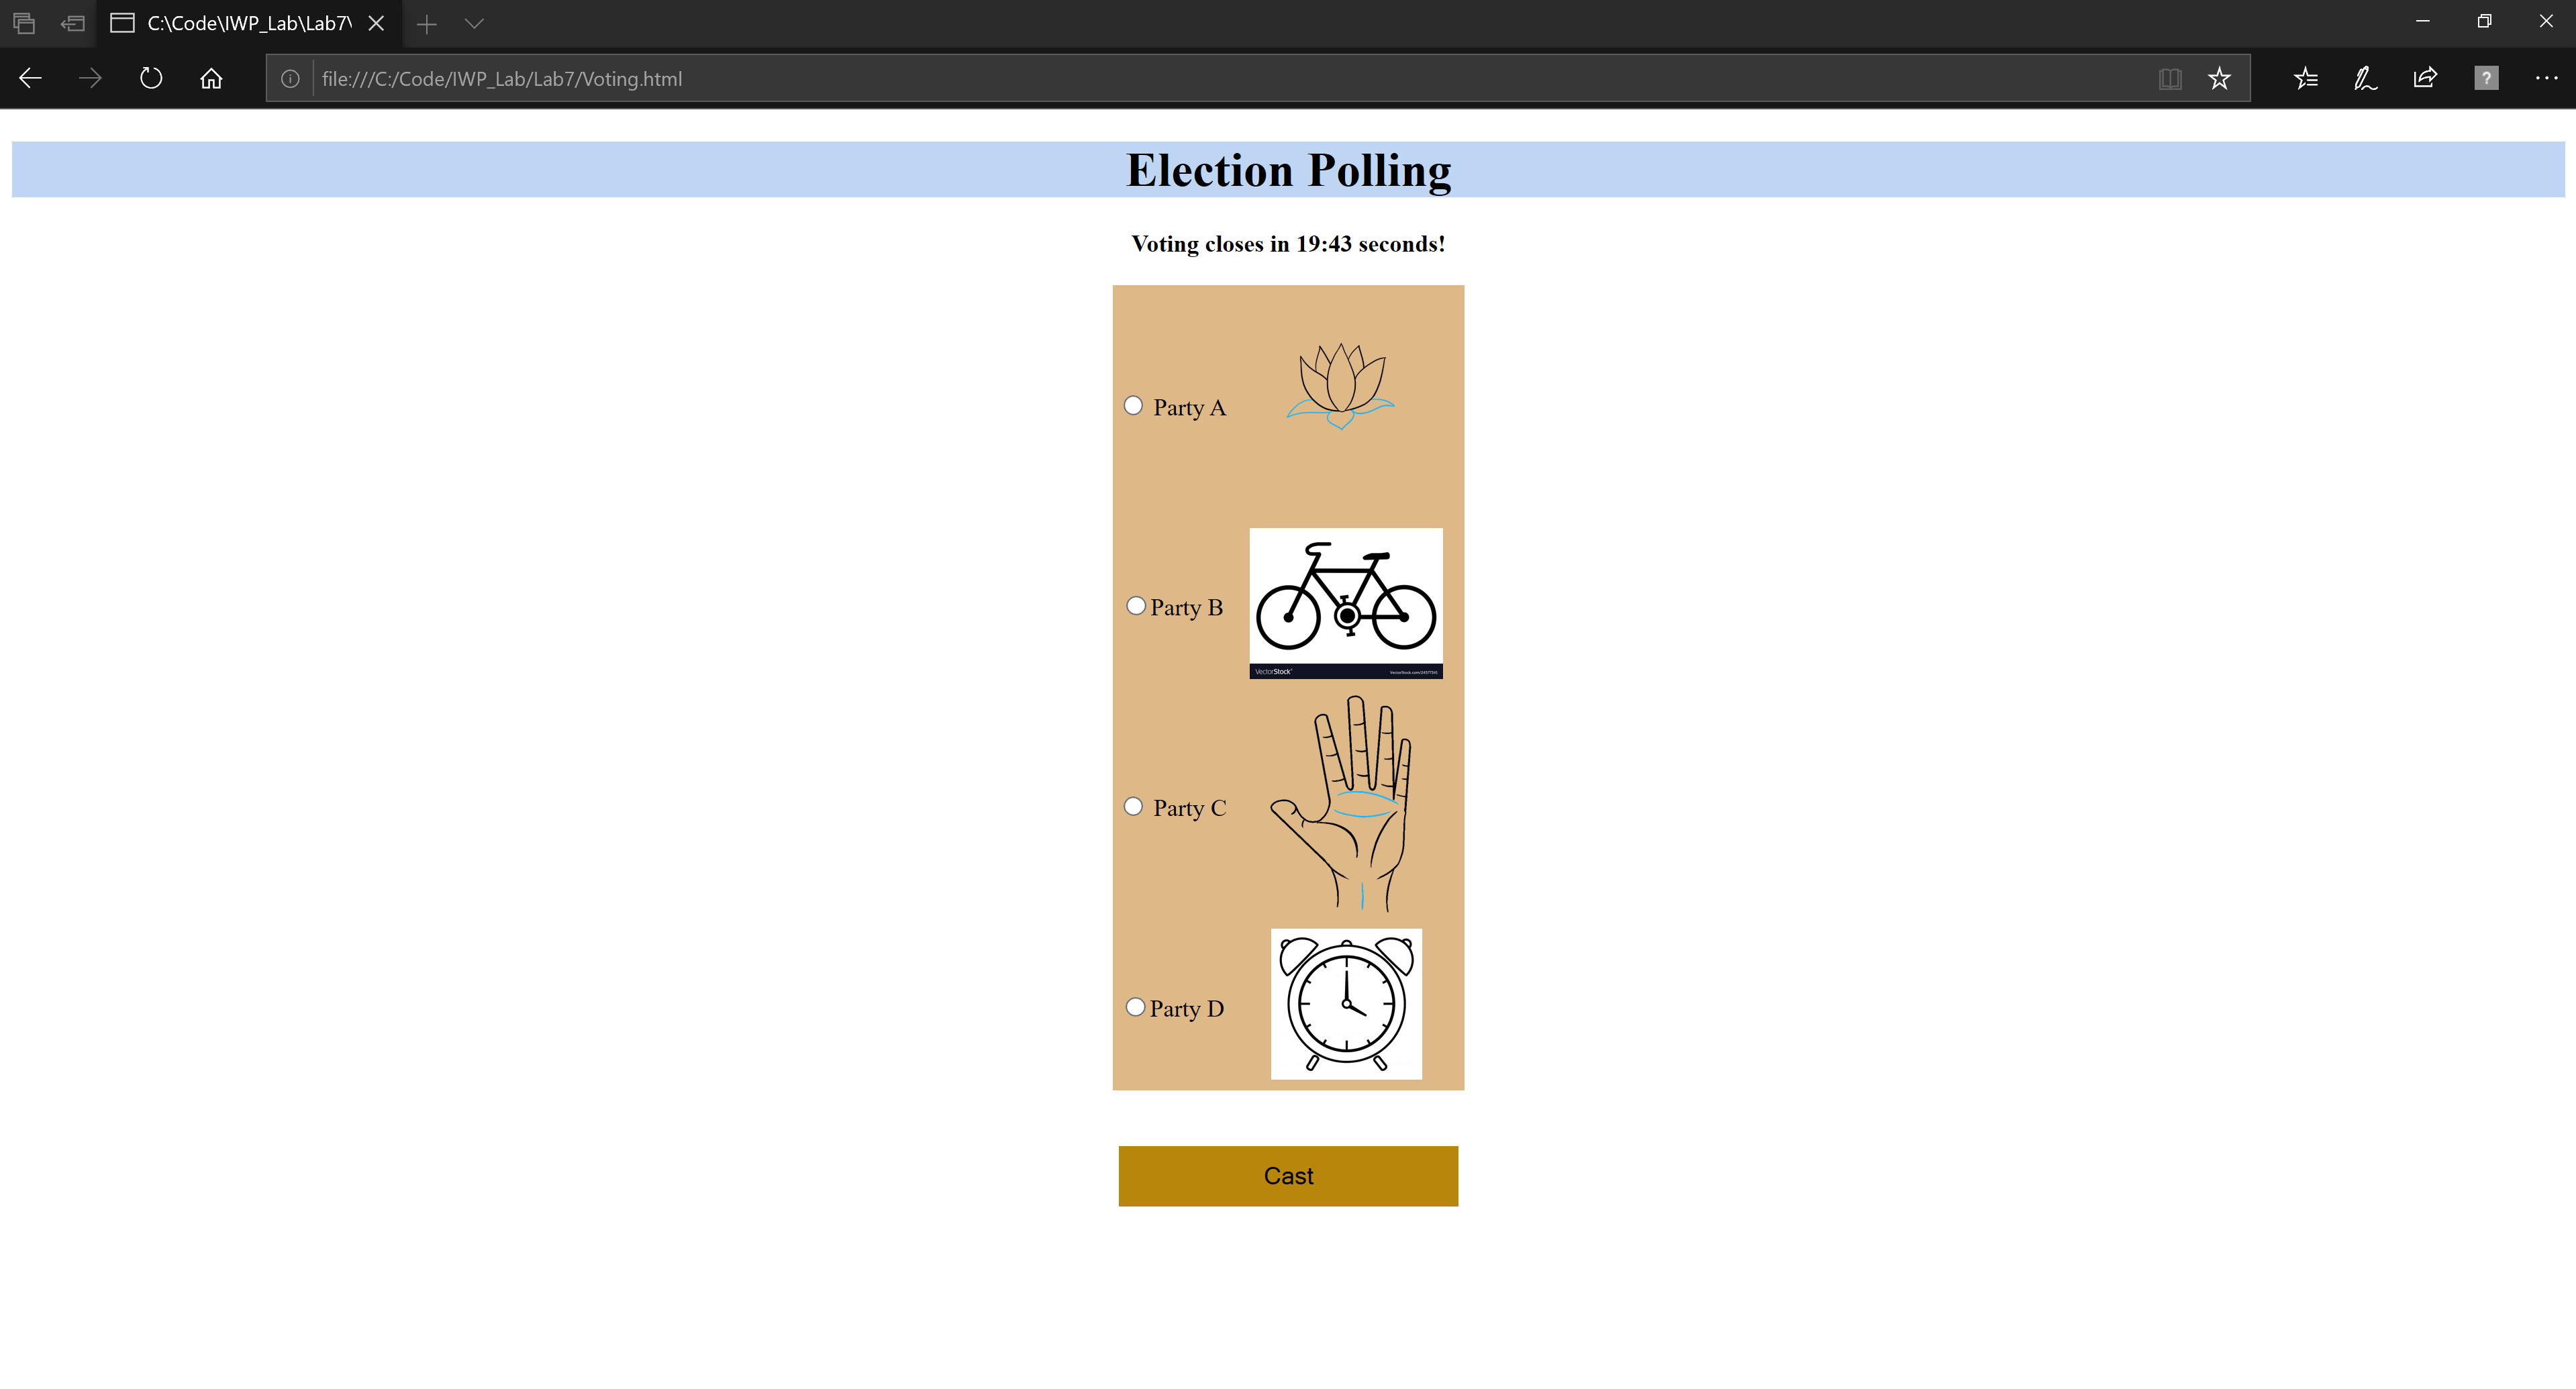 C:\Code\IWP_Lab\Lab7\
file:///C:/Code/IWP_Lab/Lab7/Voting.html
Election Polling
Voting closes in 19:43 seconds!
Party A
Party B
VectorStock®
Party C
Party D
Cast